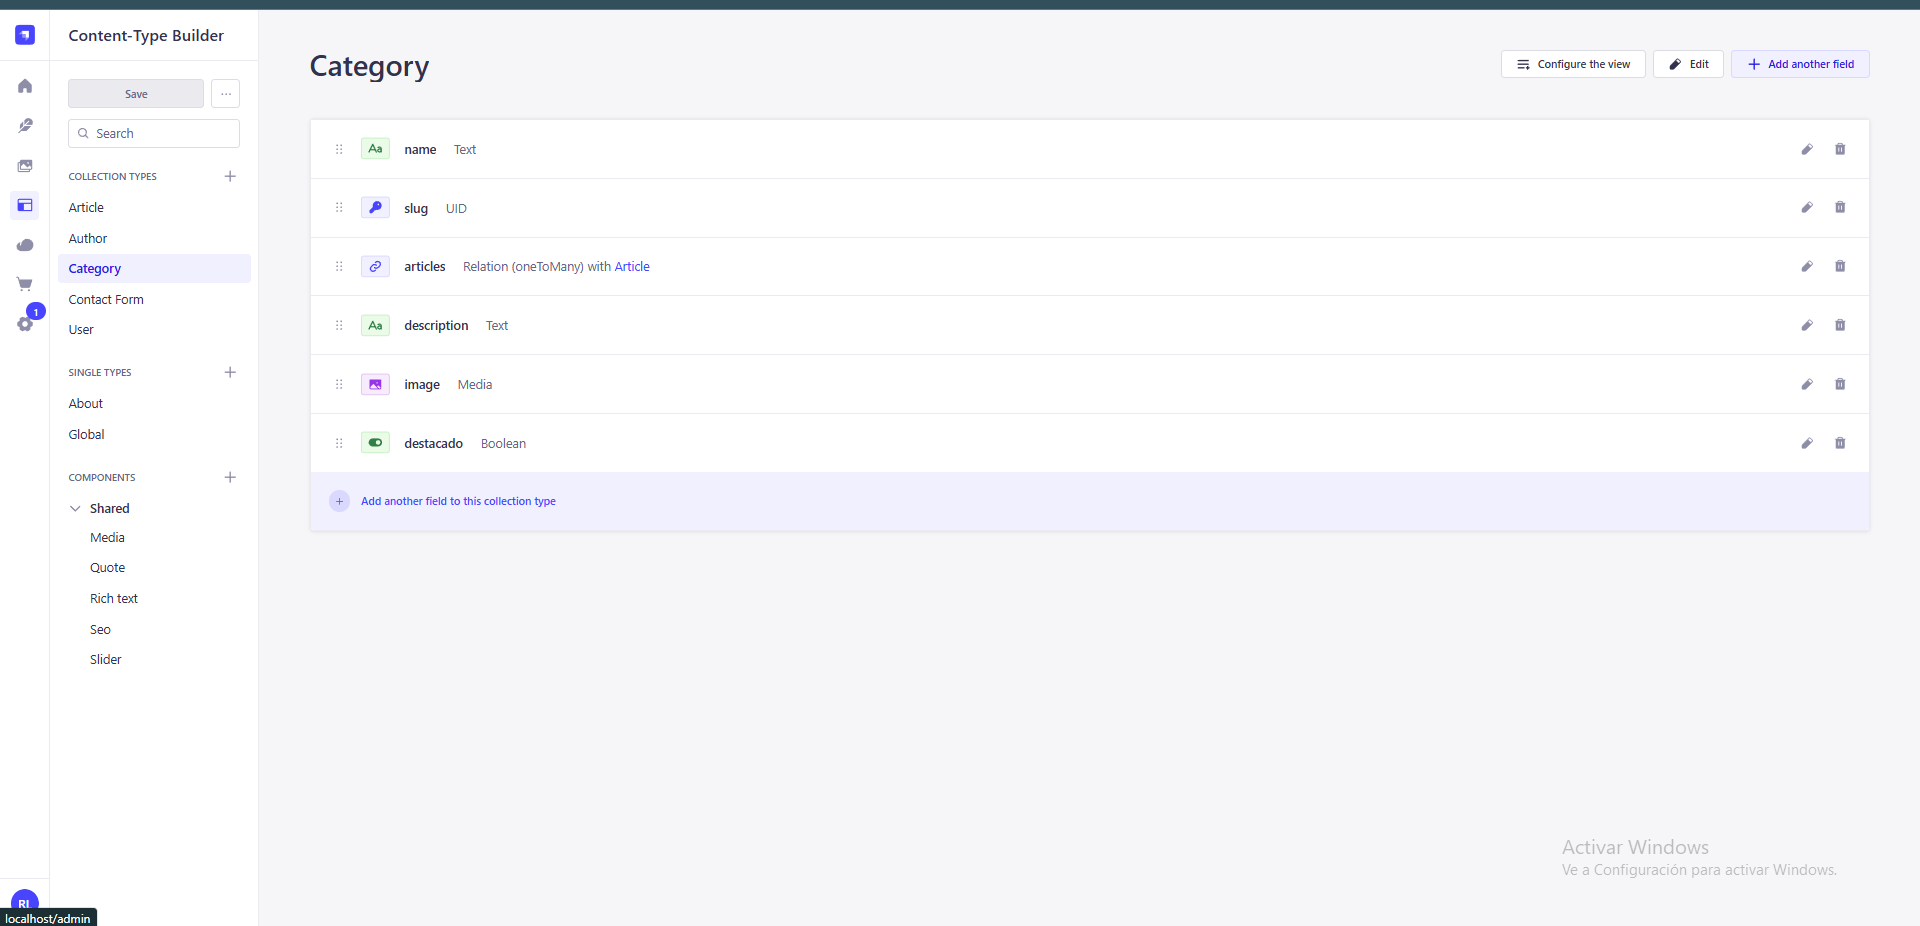 Content-Type Builder
Save
Search
COLLECTION TYPES
Article
Author
Category
Contact Form
User
1
SINGLE TYPES
About
Global
COMPONENTS
Shared
Media
Quote
Rich text
Seo
Slider
RL
localhost/admin
Category
Configure the view
Edit
Add another field
Aa name Text
slug UID
articles Relation (oneToMany) with Article
Aa description Text
image Media
destacado Boolean
Add another field to this collection type
Activar Windows
Ve a Configuración para activar Windows.